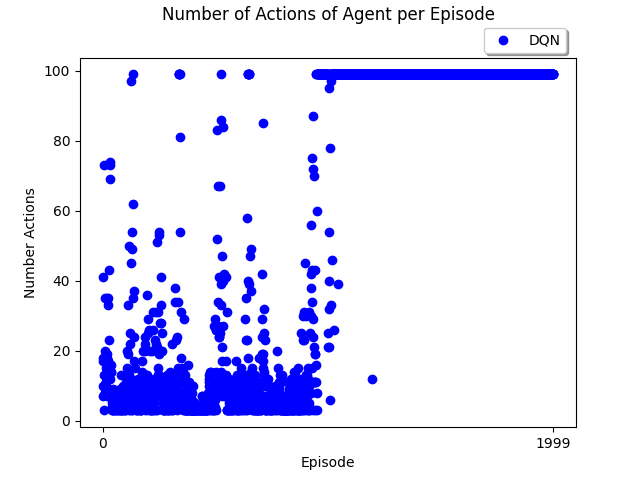 Number of Actions of Agent per Episode
DQN
100
80
60
40
20
0
Number Actions
0
1999
Episode